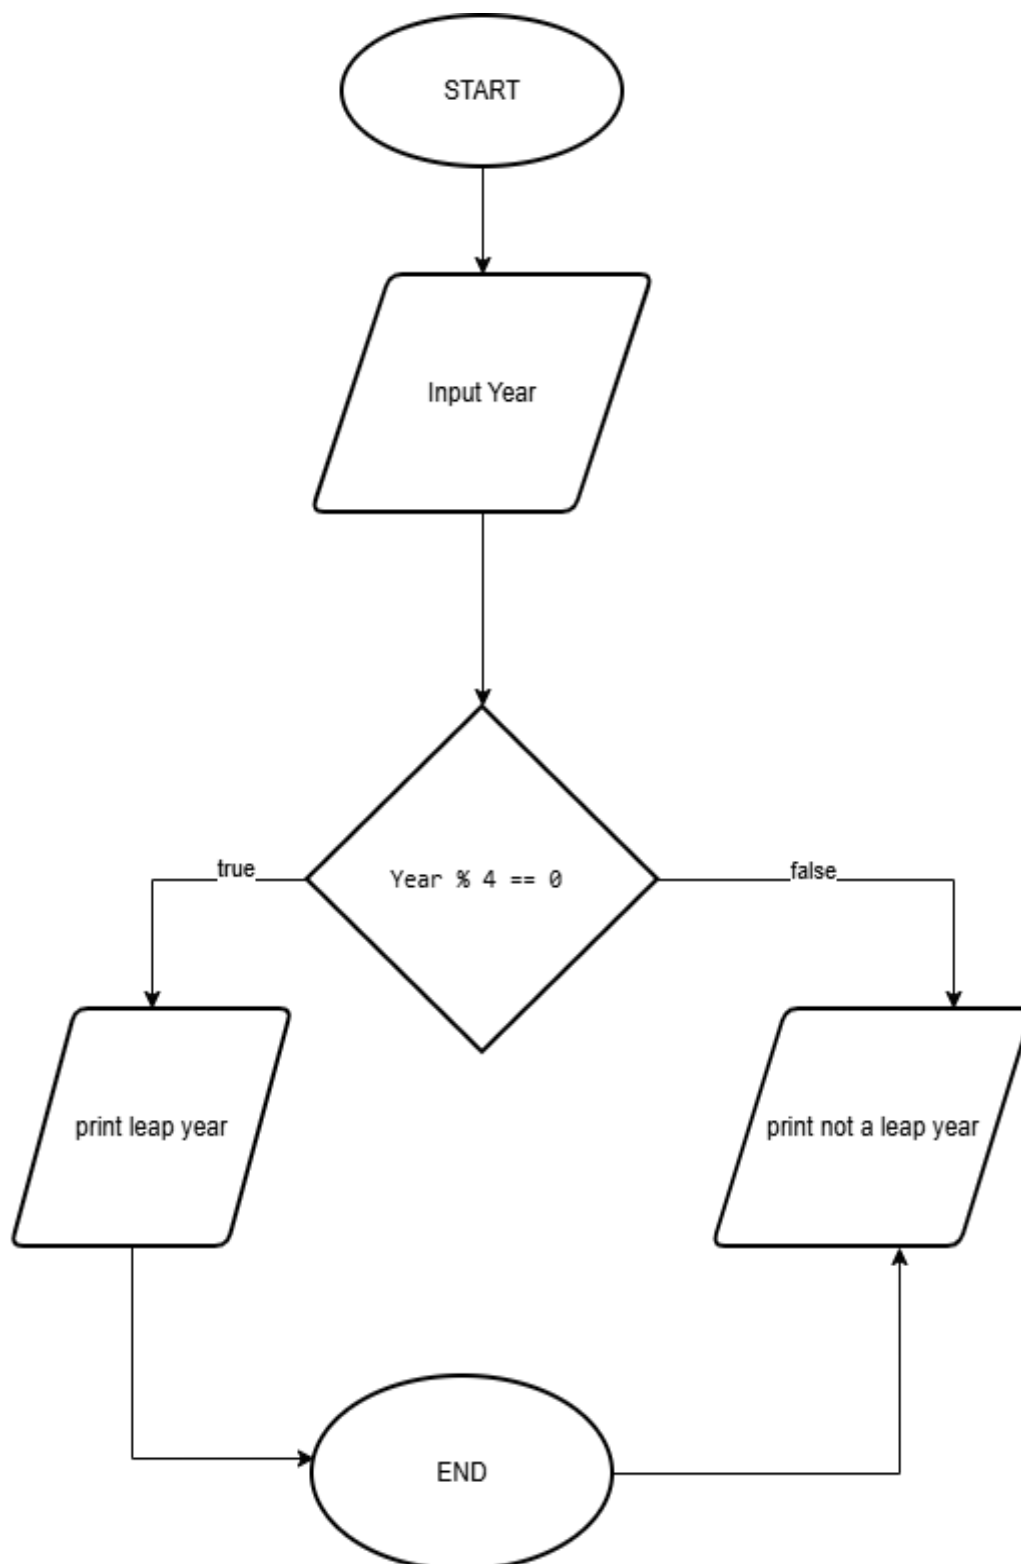 START
Input Year
Year % 4 == 0
true
false
print leap year
print not a leap year
END